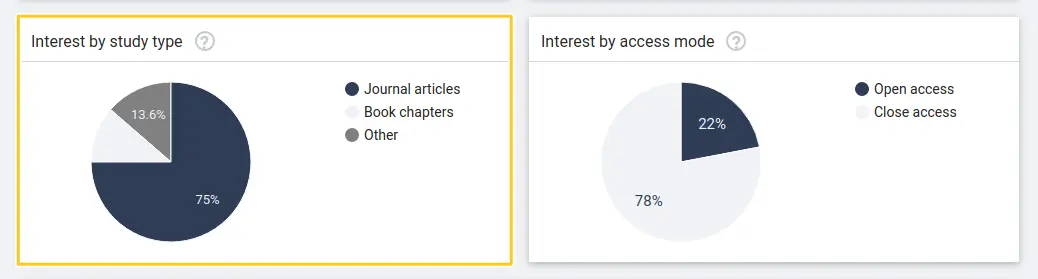 Interest by study type ?
13.6%
75%
Journal articles
Book chapters
Other
Interest by access mode ?
22%
78%
Open access
Close access